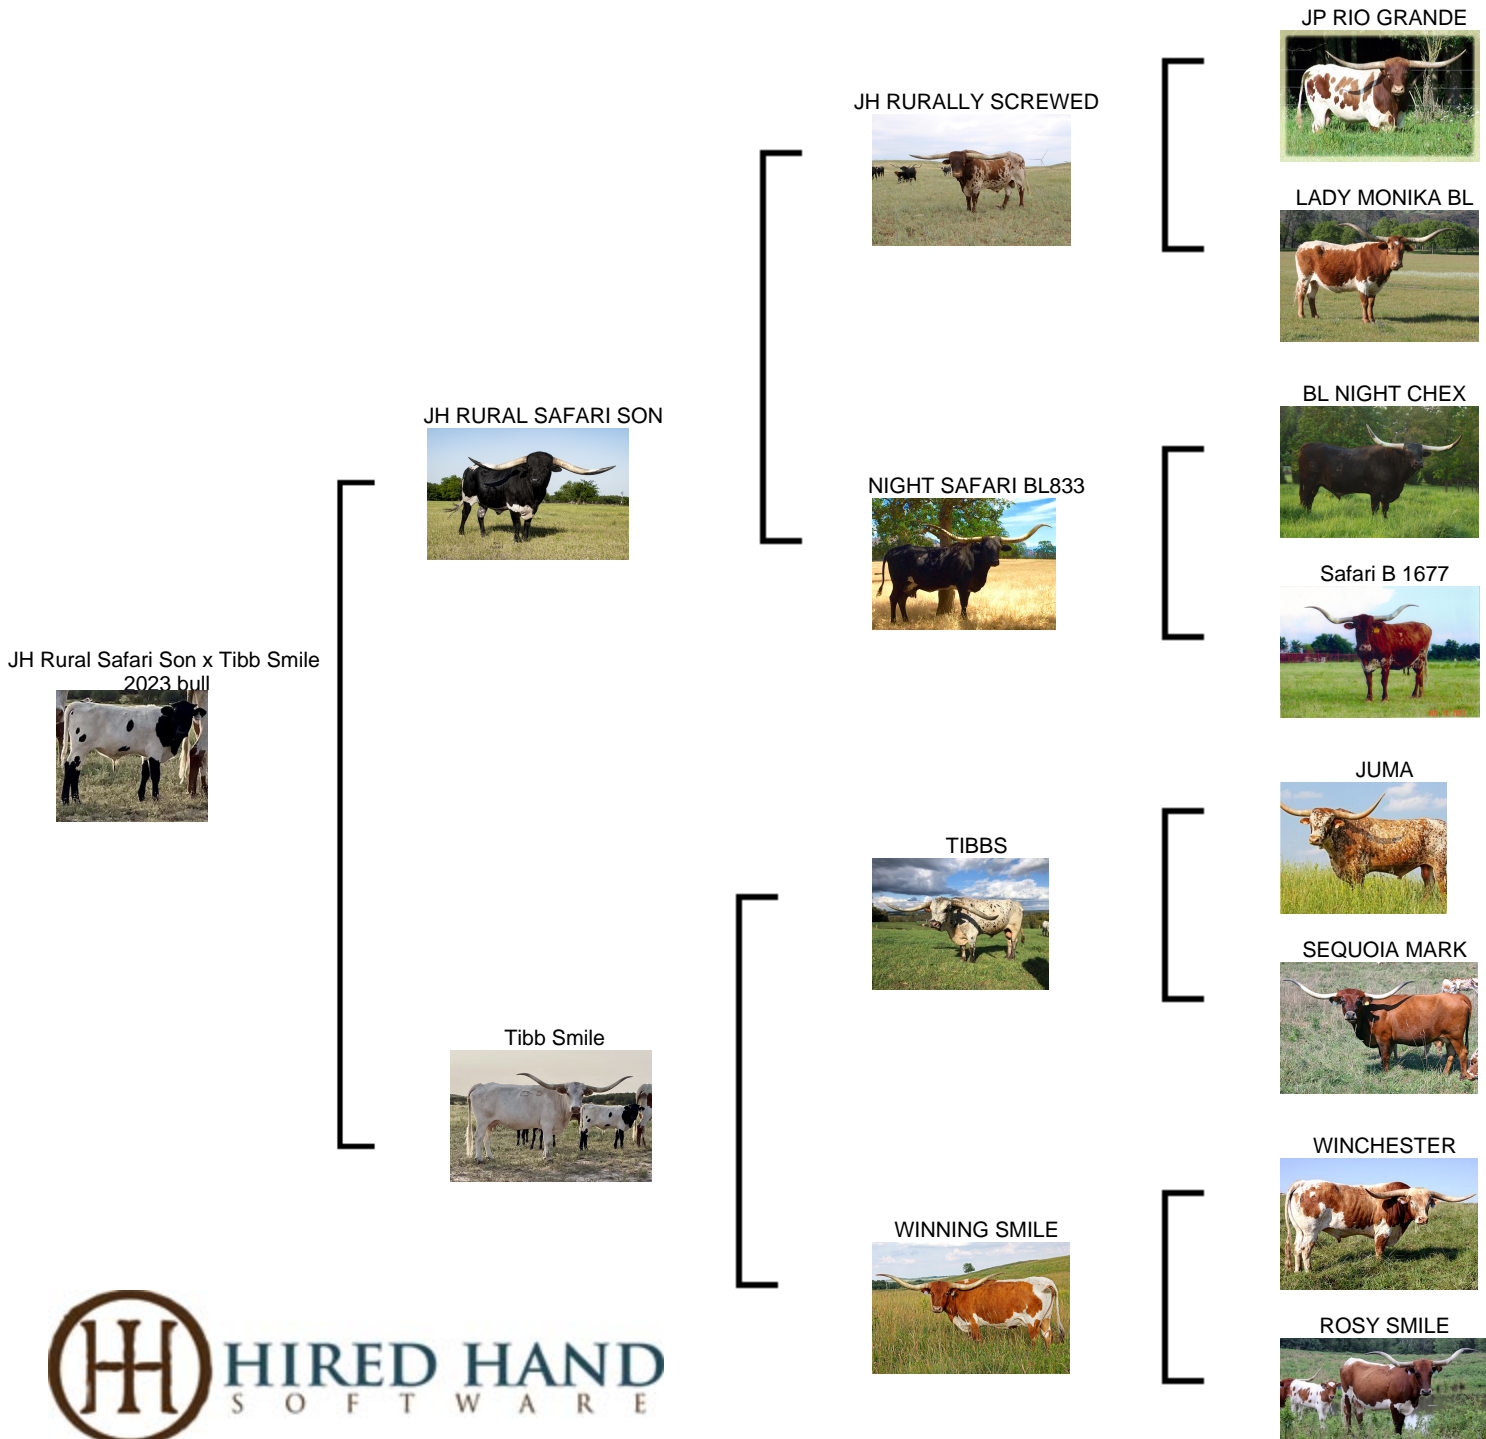 JP RIO GRANDE
JH RURALLY SCREWED
LADY MONIKA BL
BL NIGHT CHEX
JH RURAL SAFARI SON
NIGHT SAFARI BL833
Safari B 1677
JH Rural Safari Son x Tibb Smile
2023 bull
JUMA
TIBBS
SEQUOIA MARK
Tibb Smile
WINCHESTER
WINNING SMILE
ROSY SMILE
HIRED HAND
SOFTWARE